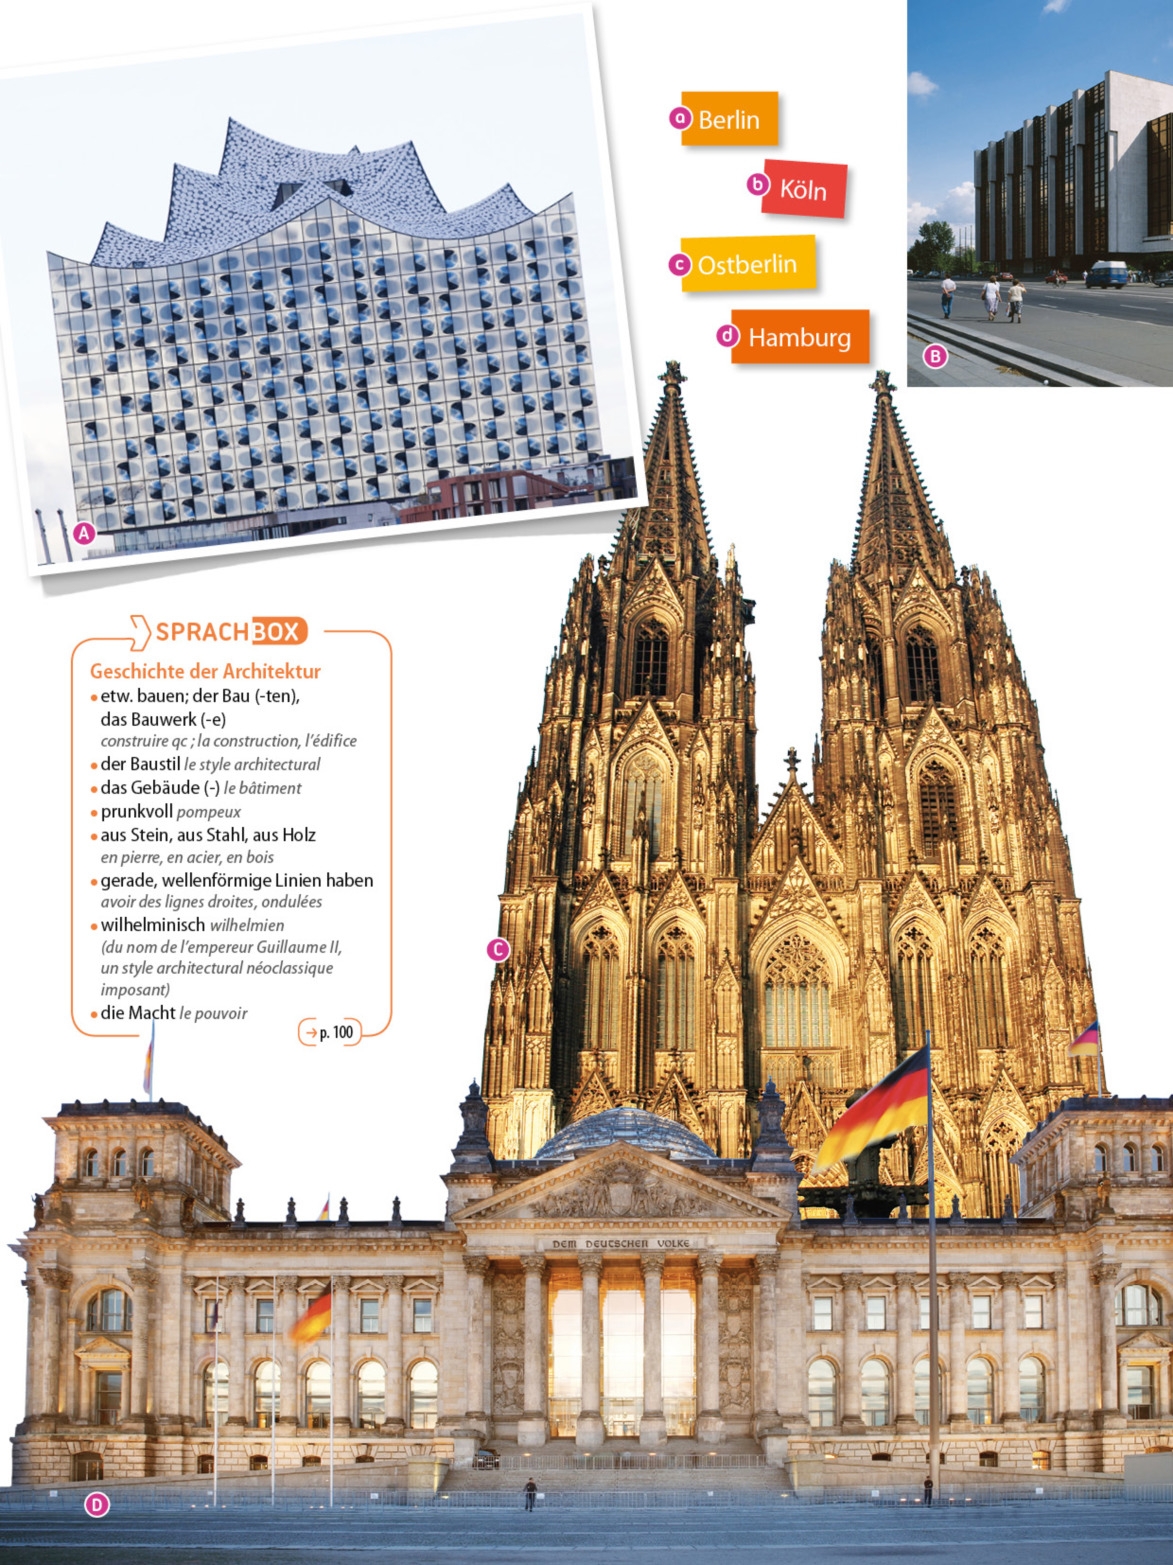 a Berlin
b Köln
c Ostberlin
d Hamburg
A
B
SPRACHBOX
Geschichte der Architektur
• etw. bauen; der Bau (-ten),
das Bauwerk (-e)
construire qc ; la construction, l'édifice
• der Baustil le style architectural
• das Gebäude (-) le bâtiment
• prunkvoll pompeux
• aus Stein, aus Stahl, aus Holz
en pierre, en acier, en bois
• gerade, wellenförmige Linien haben
avoir des lignes droites, ondulées
• wilhelminisch wilhelmien
(du nom de l'empereur Guillaume II,
un style architectural néoclassique
imposant)
• die Macht le pouvoir
→ p. 100
C
DEM DEUTSCHEN VOLKE
D